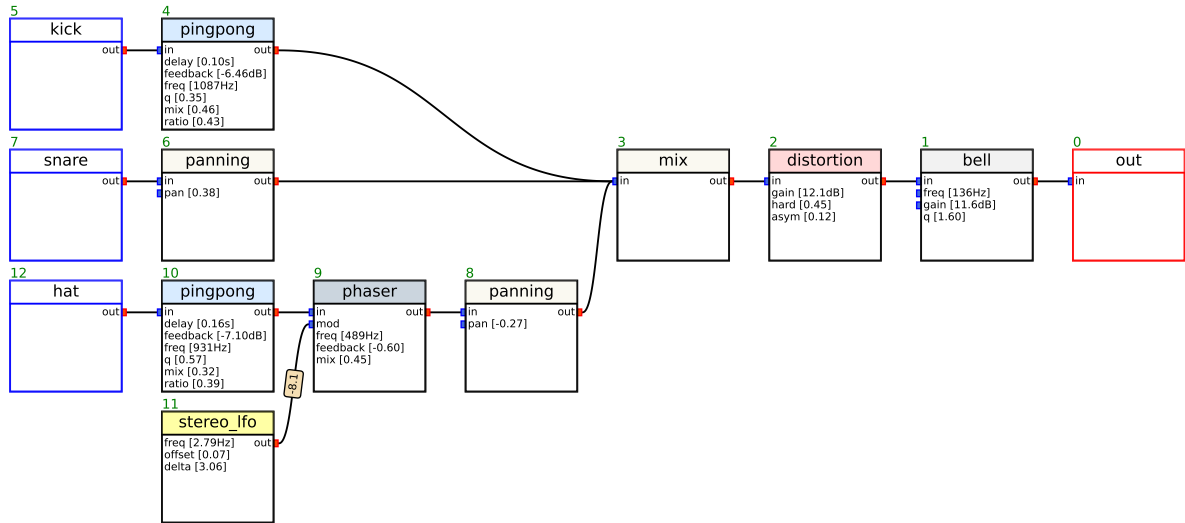 5
kick
out
4
pingpong
in out
delay [0.10s]
feedback [-6.46dB]
freq [1087Hz]
q [0.35]
mix [0.46]
ratio [0.43]
7
snare
out
6
panning
in out
pan [0.38]
3
mix
in out
2
distortion
in out
gain [12.1dB]
hard [0.45]
asym [0.12]
1
bell
in out
freq [136Hz]
gain [11.6dB]
q [1.60]
0
out
in
12
hat
out
10
pingpong
in out
delay [0.16s]
feedback [-7.10dB]
freq [931Hz]
q [0.57]
mix [0.32]
ratio [0.39]
9
phaser
in out
mod
freq [489Hz]
feedback [-0.60]
mix [0.45]
8
panning
in out
pan [-0.27]
-8.1
11
stereo_lfo
freq [2.79Hz] out
offset [0.07]
delta [3.06]